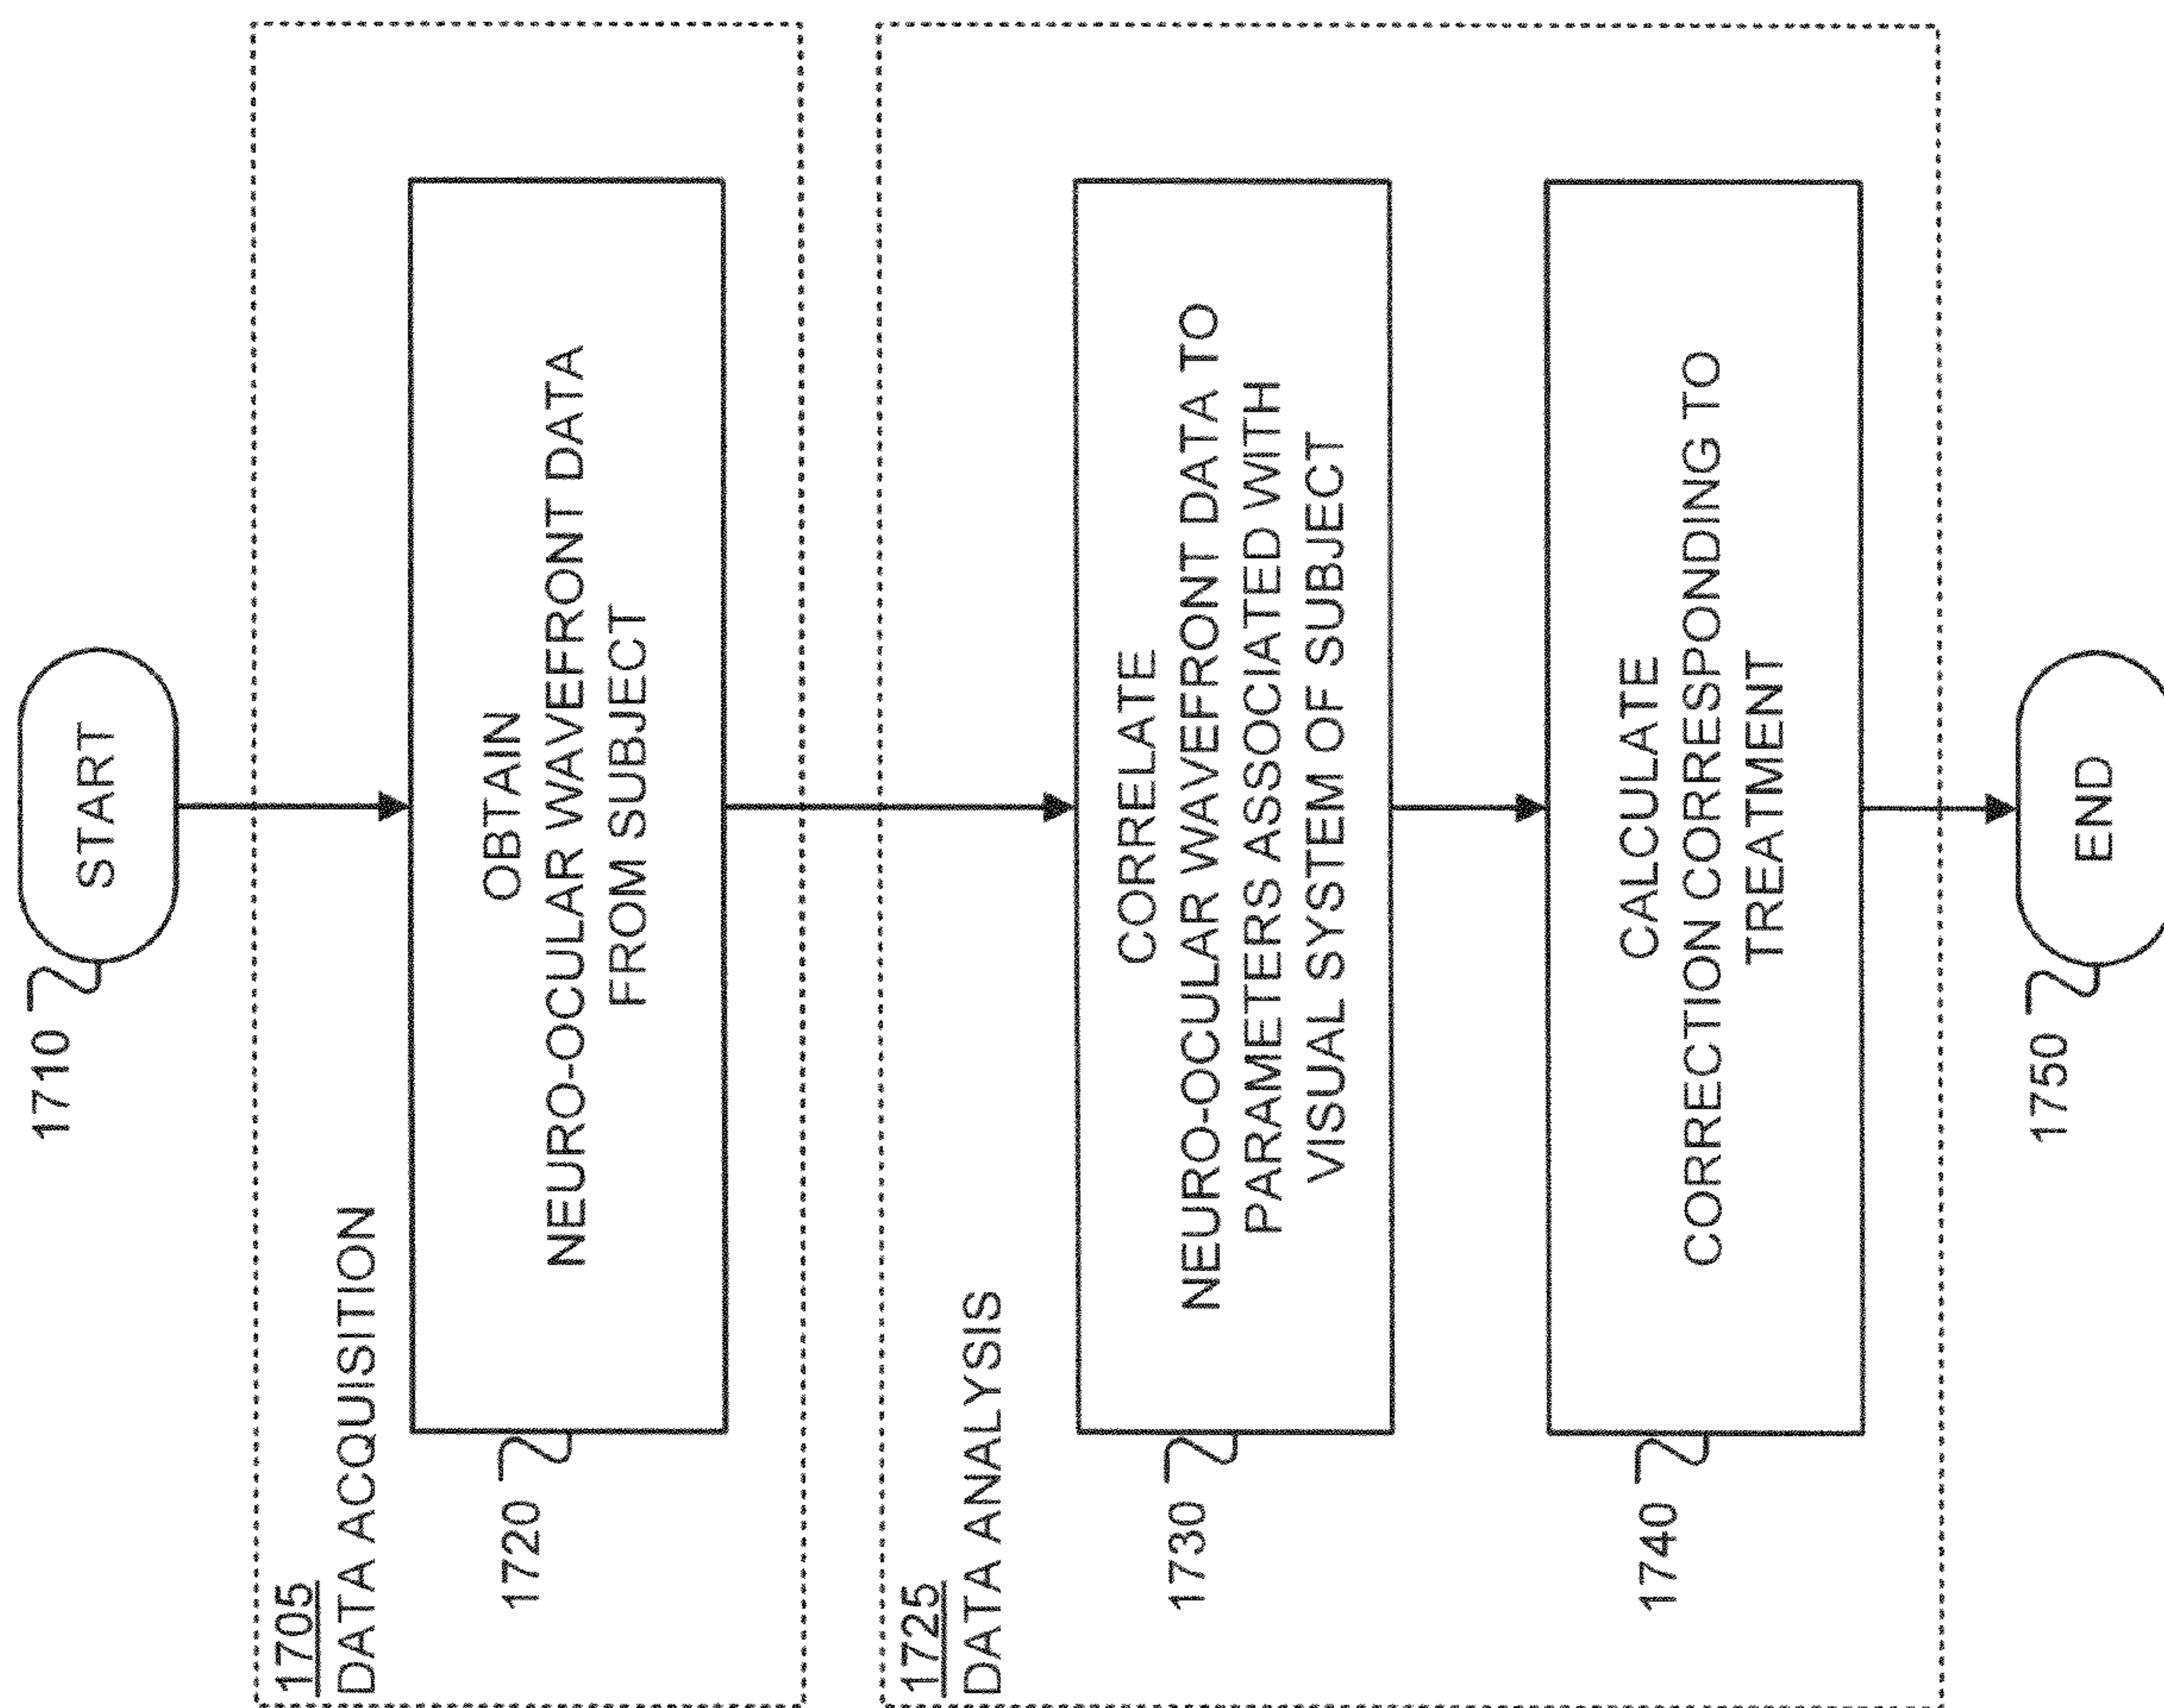 1710
START
1705
DATA ACQUISITION
1720
OBTAIN
NEURO-OCULAR WAVEFRONT DATA
FROM SUBJECT
1725
DATA ANALYSIS
1730
CORRELATE
NEURO-OCULAR WAVEFRONT DATA TO
PARAMETERS ASSOCIATED WITH
VISUAL SYSTEM OF SUBJECT
1740
CALCULATE
CORRECTION CORRESPONDING TO
TREATMENT
1750
END